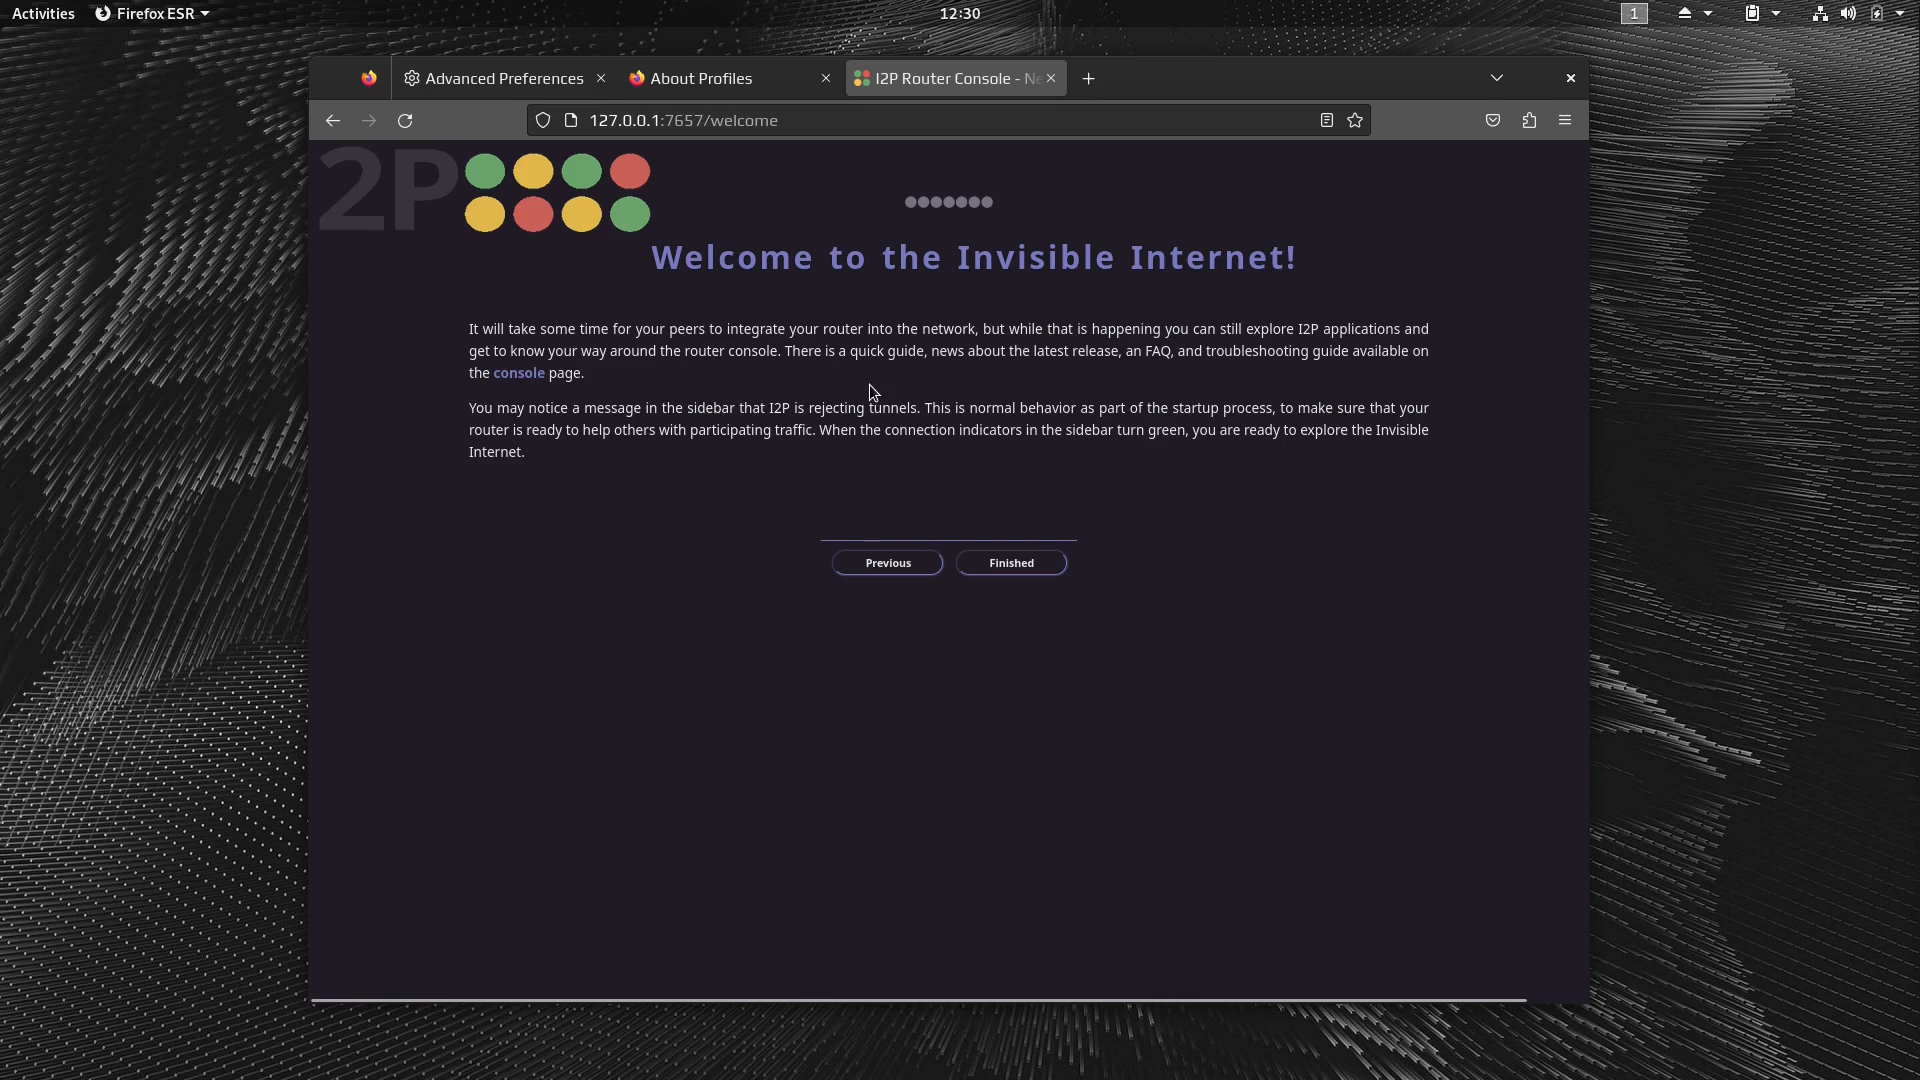 Activities Firefox ESR 12:30 1
Advanced Preferences About Profiles I2P Router Console - Ne
127.0.0.1:7657/welcome
2P
Welcome to the Invisible Internet!
It will take some time for your peers to integrate your router into the network, but while that is happening you can still explore I2P applications and
get to know your way around the router console. There is a quick guide, news about the latest release, an FAQ, and troubleshooting guide available on
the console page.
You may notice a message in the sidebar that I2P is rejecting tunnels. This is normal behavior as part of the startup process, to make sure that your
router is ready to help others with participating traffic. When the connection indicators in the sidebar turn green, you are ready to explore the Invisible
Internet.
Previous Finished